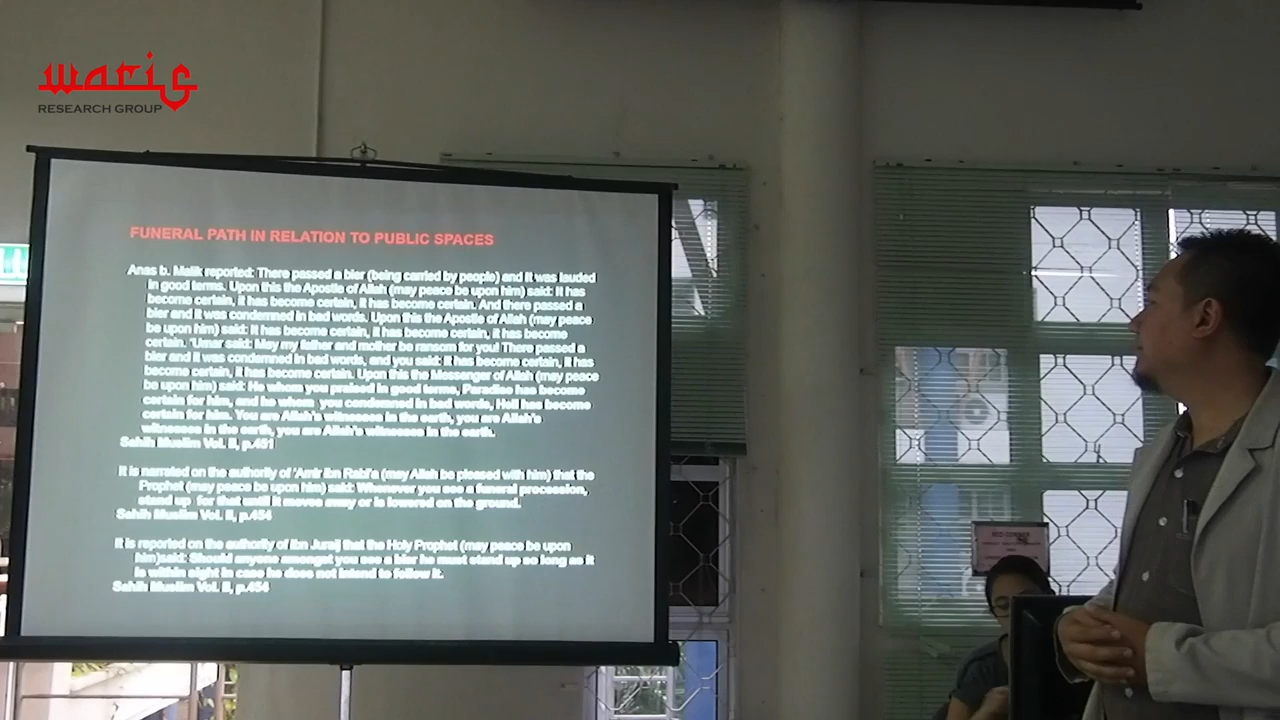 waris
RESEARCH GROUP
FUNERAL PATH IN RELATION TO PUBLIC SPACES
Anas b. Malik reported: There passed a bier (being carried by people) and it was lauded
in good terms. Upon this the Apostle of Allah (may peace be upon him) said: It has
become certain, it has become certain, it has become certain. And there passed a
bier and it was condemned in bad words. Upon this the Apostle of Allah (may peace
be upon him) said: It has become certain, it has become certain, it has become
certain. 'Umar said: May my father and mother be ransom for you! There passed a
bier and it was condemned in bad words, and you said: It has become certain, it has
become certain, it has become certain. Upon this the Messenger of Allah (may peace
be upon him) said: He whom you praised in good terms, Paradise has become
certain for him, and he whom you condemned in bad words, Hell has become
certain for him. You are Allah's witnesses in the earth, you are Allah's
witnesses in the earth, you are Allah's witnesses in the earth.
Sahih Muslim Vol. II, p.451
It is narrated on the authority of 'Amir ibn Rabi'a (may Allah be pleased with him) that the
Prophet (may peace be upon him) said: Whenever you see a funeral procession,
stand up for that until it moves away or is lowered on the ground.
Sahih Muslim Vol. II, p.454
It is reported on the authority of Ibn Juraij that the Holy Prophet (may peace be upon
him)said: Should anyone amongst you see a bier he must stand up so long as it
is within sight in case he does not intend to follow it.
Sahih Muslim Vol. II, p.454
RED CORNER